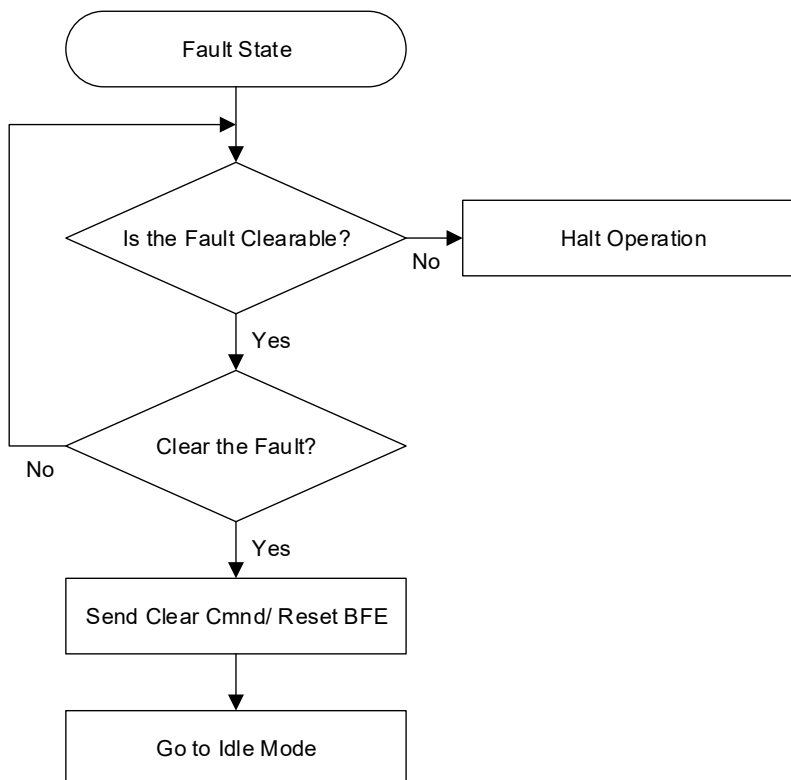 Fault State
Is the Fault Clearable?
Halt Operation
No
Yes
Clear the Fault?
No
Yes
Send Clear Cmnd/ Reset BFE
Go to Idle Mode